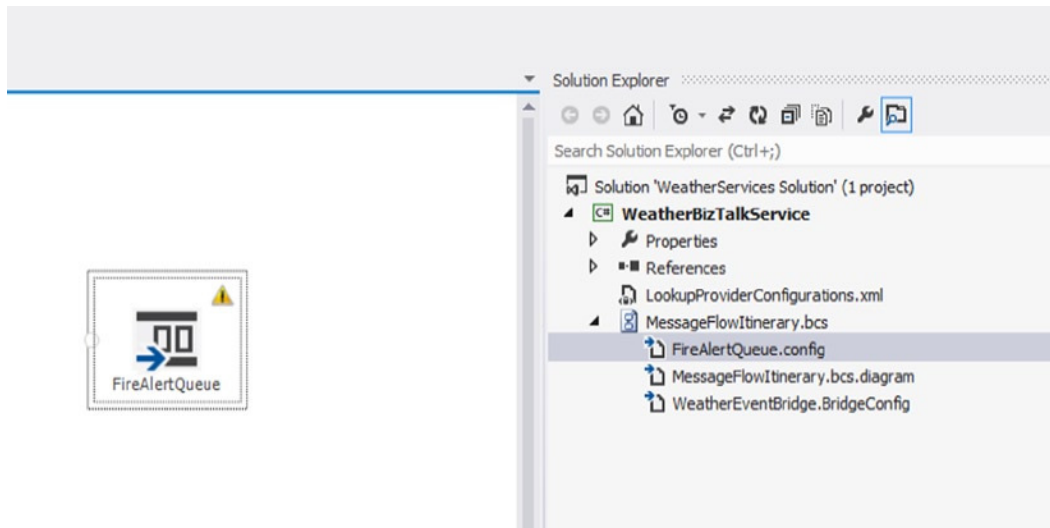 Solution Explorer
Search Solution Explorer (Ctrl+;)
Solution 'WeatherServices Solution' (1 project)
C# WeatherBizTalkService
Properties
References
LookupProviderConfigurations.xml
MessageFlowItinerary.bcs
FireAlertQueue.config
MessageFlowItinerary.bcs.diagram
WeatherEventBridge.BridgeConfig
FireAlertQueue